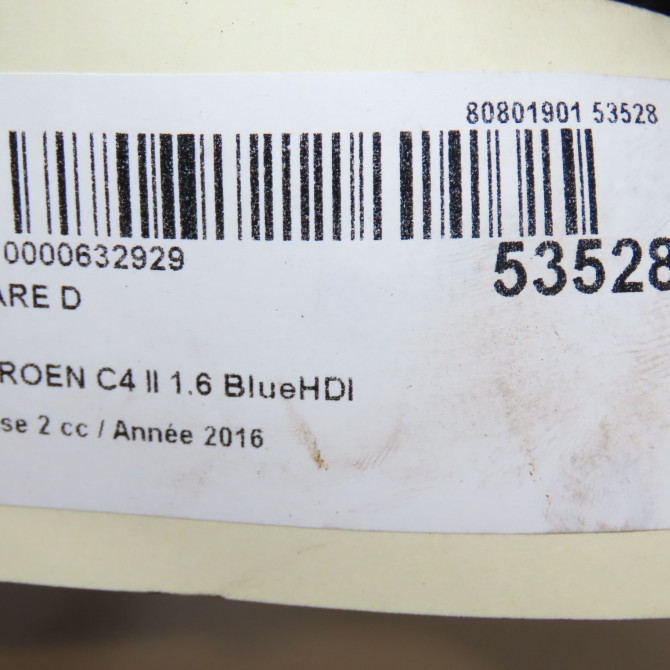 80801901 53528
0000632929
53528
ARE D
ROEN C4 II 1.6 BlueHDI
se 2 cc / Année 2016